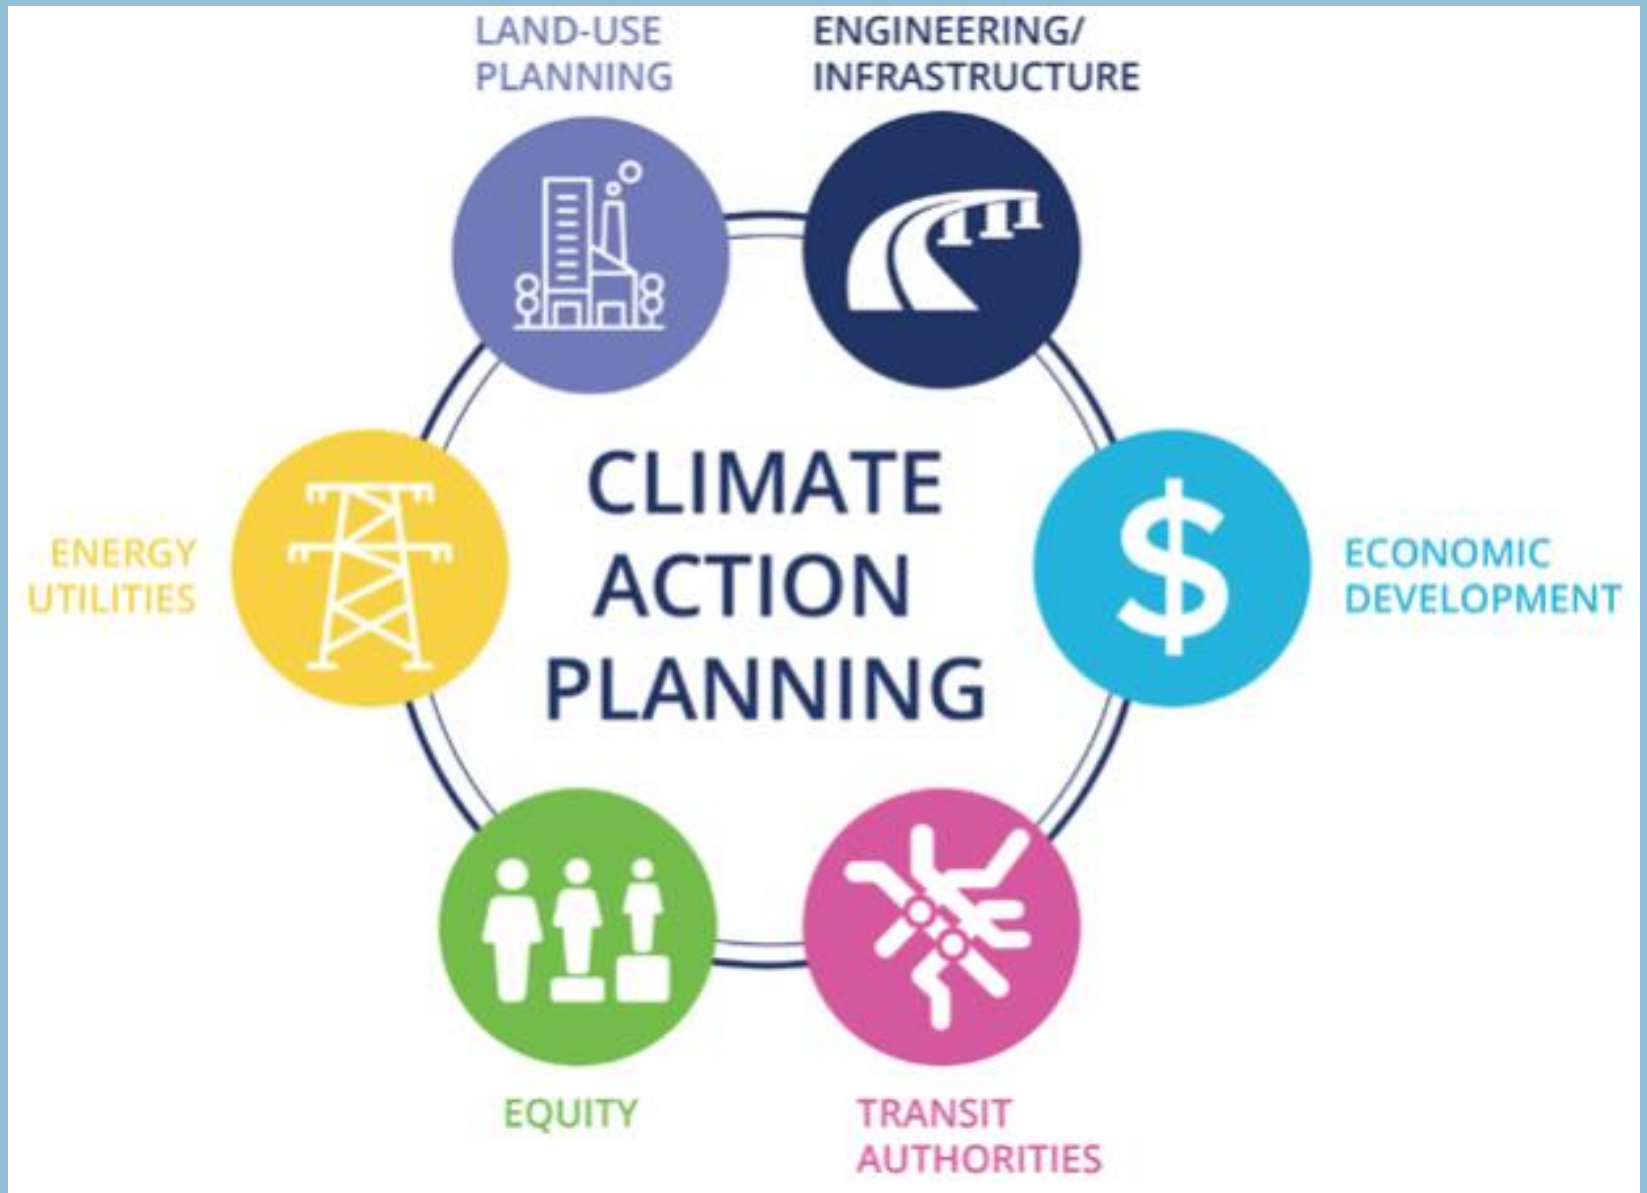 LAND-USE
PLANNING
ENGINEERING/
INFRASTRUCTURE
CLIMATE
ACTION
PLANNING
ENERGY
UTILITIES
$
ECONOMIC
DEVELOPMENT
EQUITY
TRANSIT
AUTHORITIES